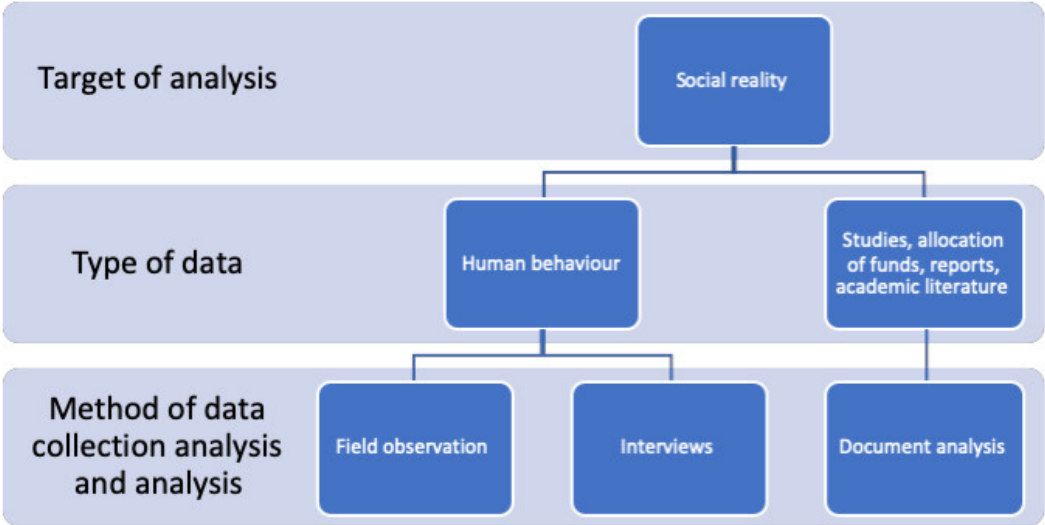 Target of analysis
Social reality
Type of data
Human behaviour
Studies, allocation
of funds, reports,
academic literature
Method of data
collection analysis
and analysis
Field observation
Interviews
Document analysis